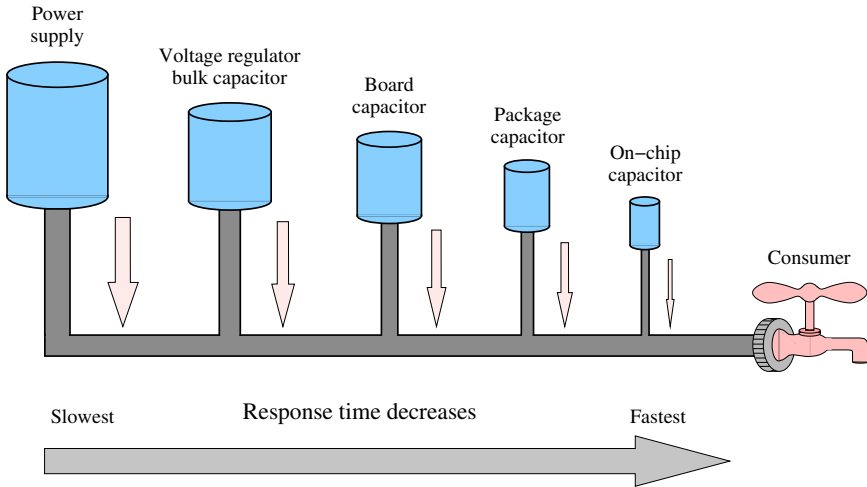 Power
supply
Voltage regulator
bulk capacitor
Board
capacitor
Package
capacitor
On−chip
capacitor
Consumer
Slowest
Response time decreases
Fastest